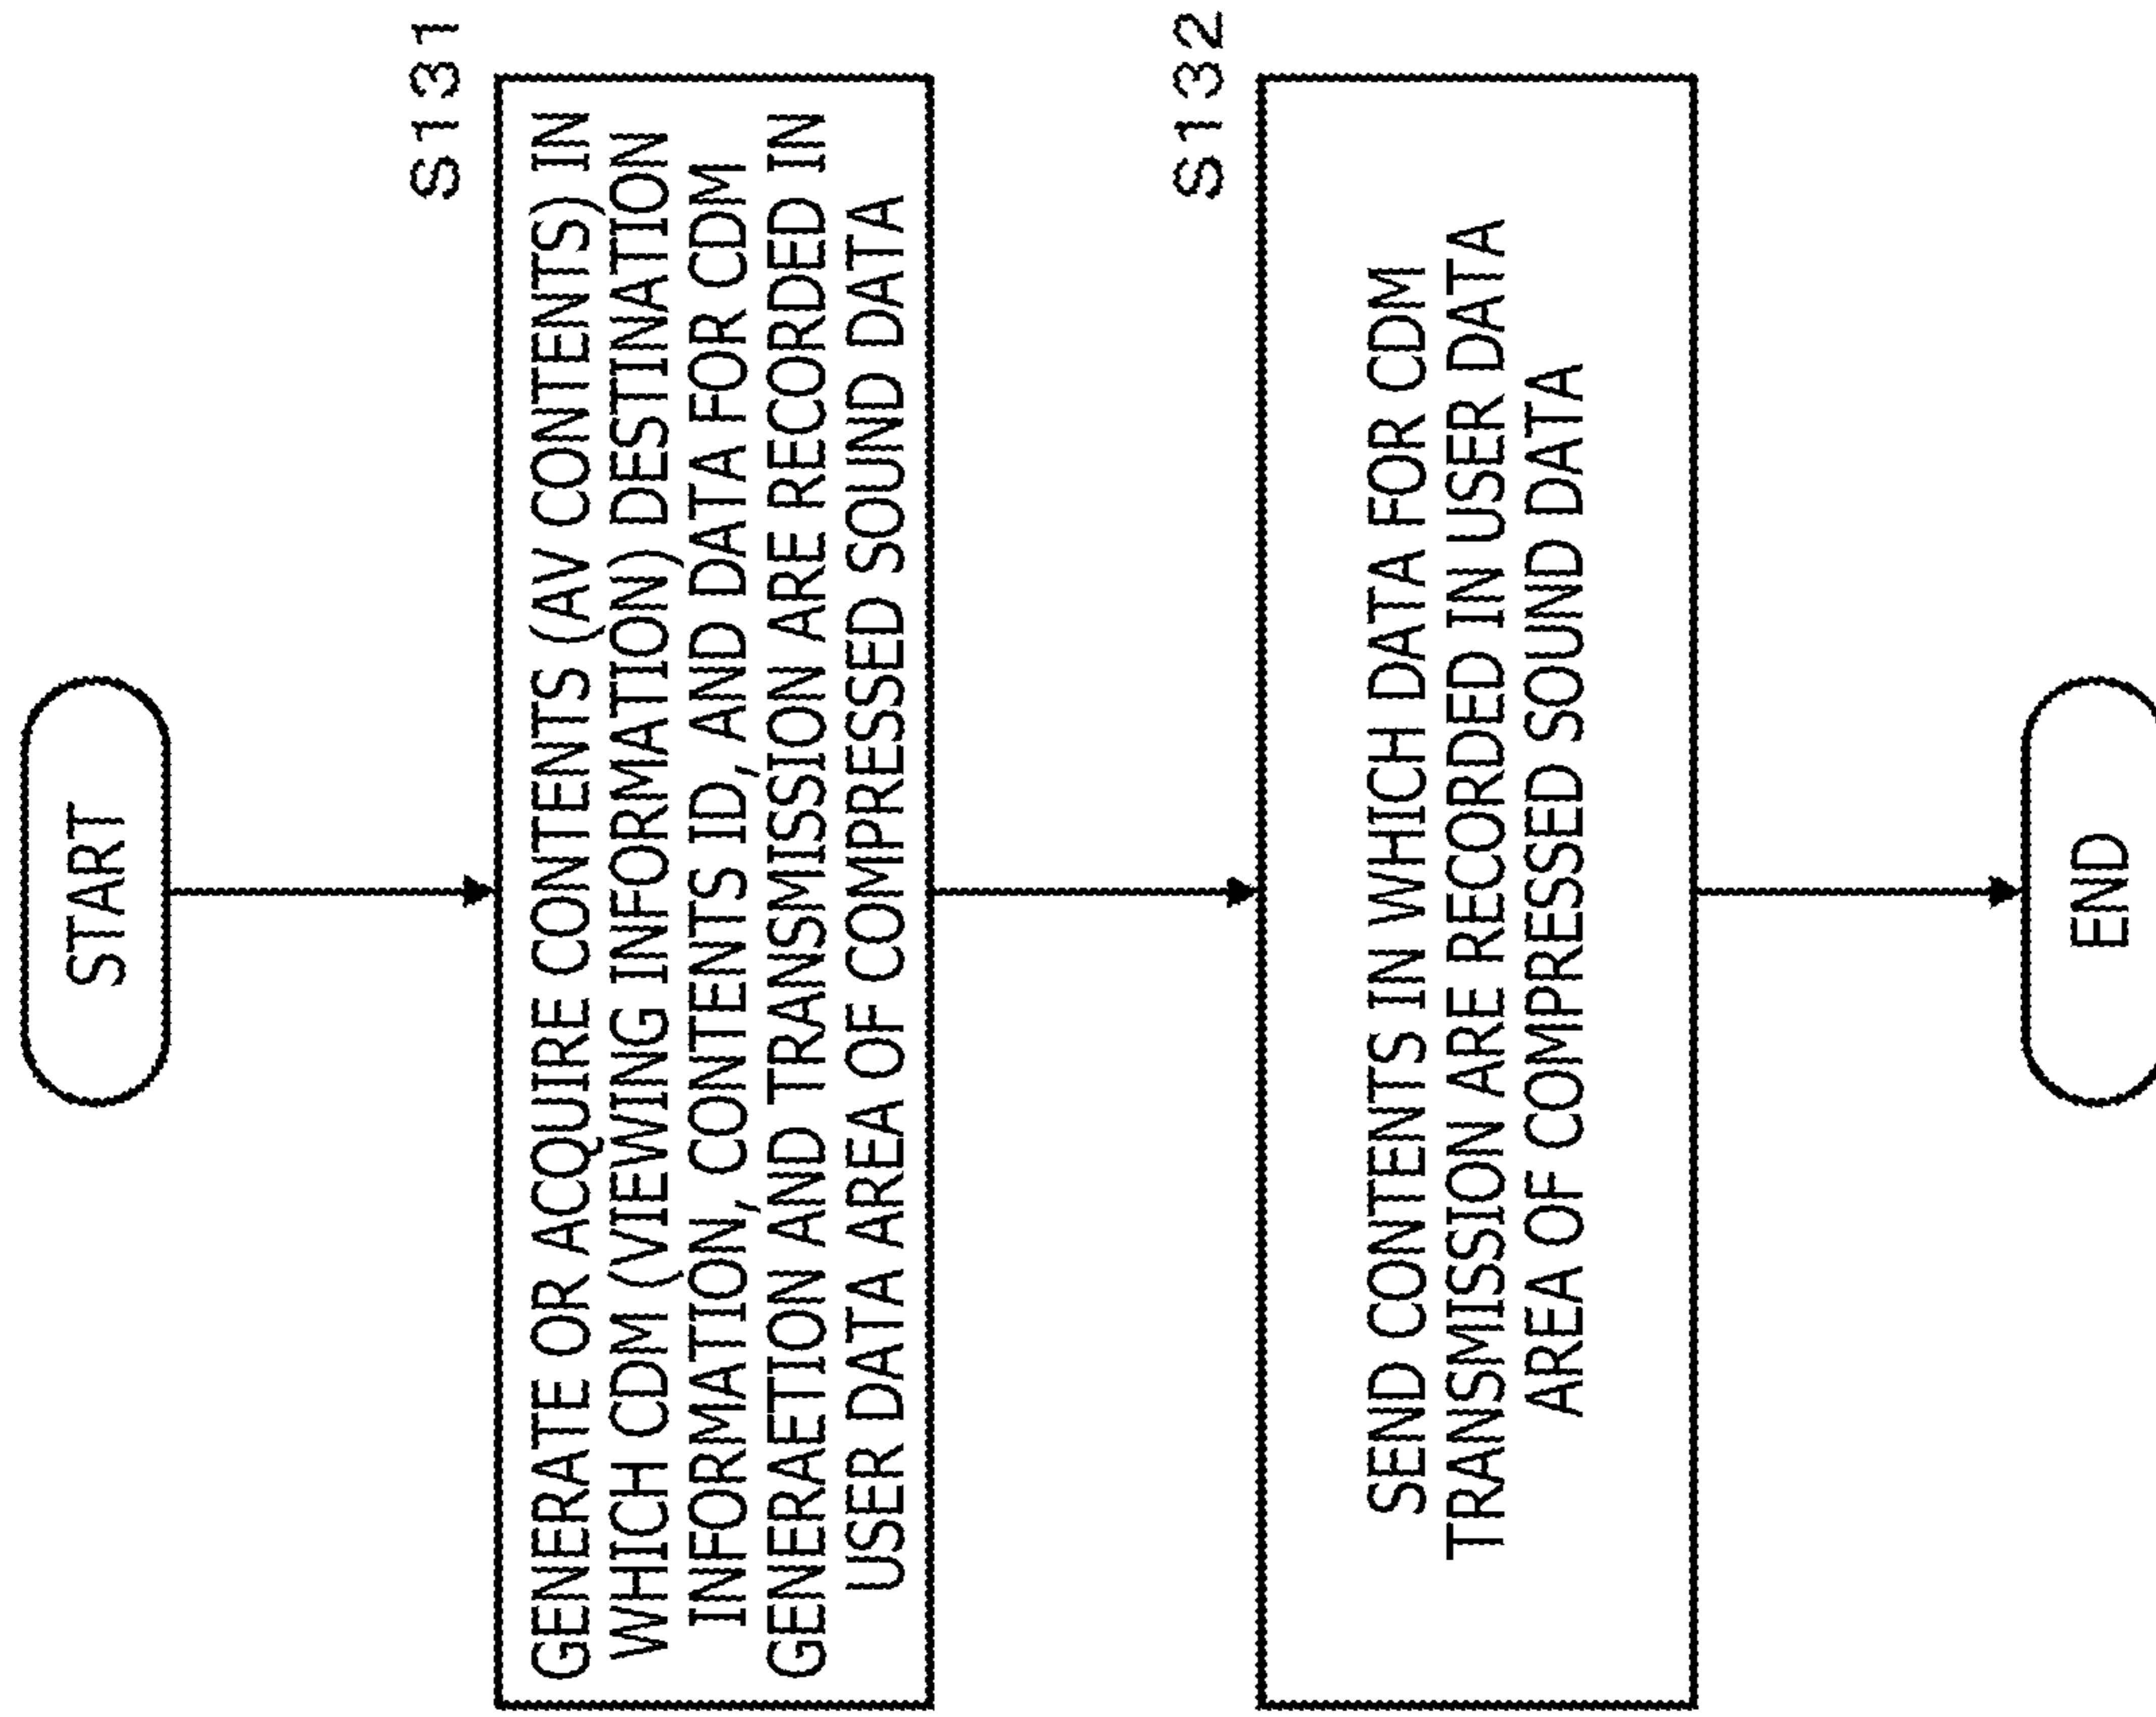 START
S131
GENERATE OR ACQUIRE CONTENTS (AV CONTENTS) IN
WHICH CDM (VIEWING INFORMATION) DESTINATION
INFORMATION, CONTENTS ID, AND DATA FOR CDM
GENERAETION AND TRANSMISSION ARE RECORDED IN
USER DATA AREA OF COMPRESSED SOUND DATA
S132
SEND CONTENTS IN WHICH DATA FOR CDM
TRANSMISSION ARE RECORDED IN USER DATA
AREA OF COMPRESSED SOUND DATA
END